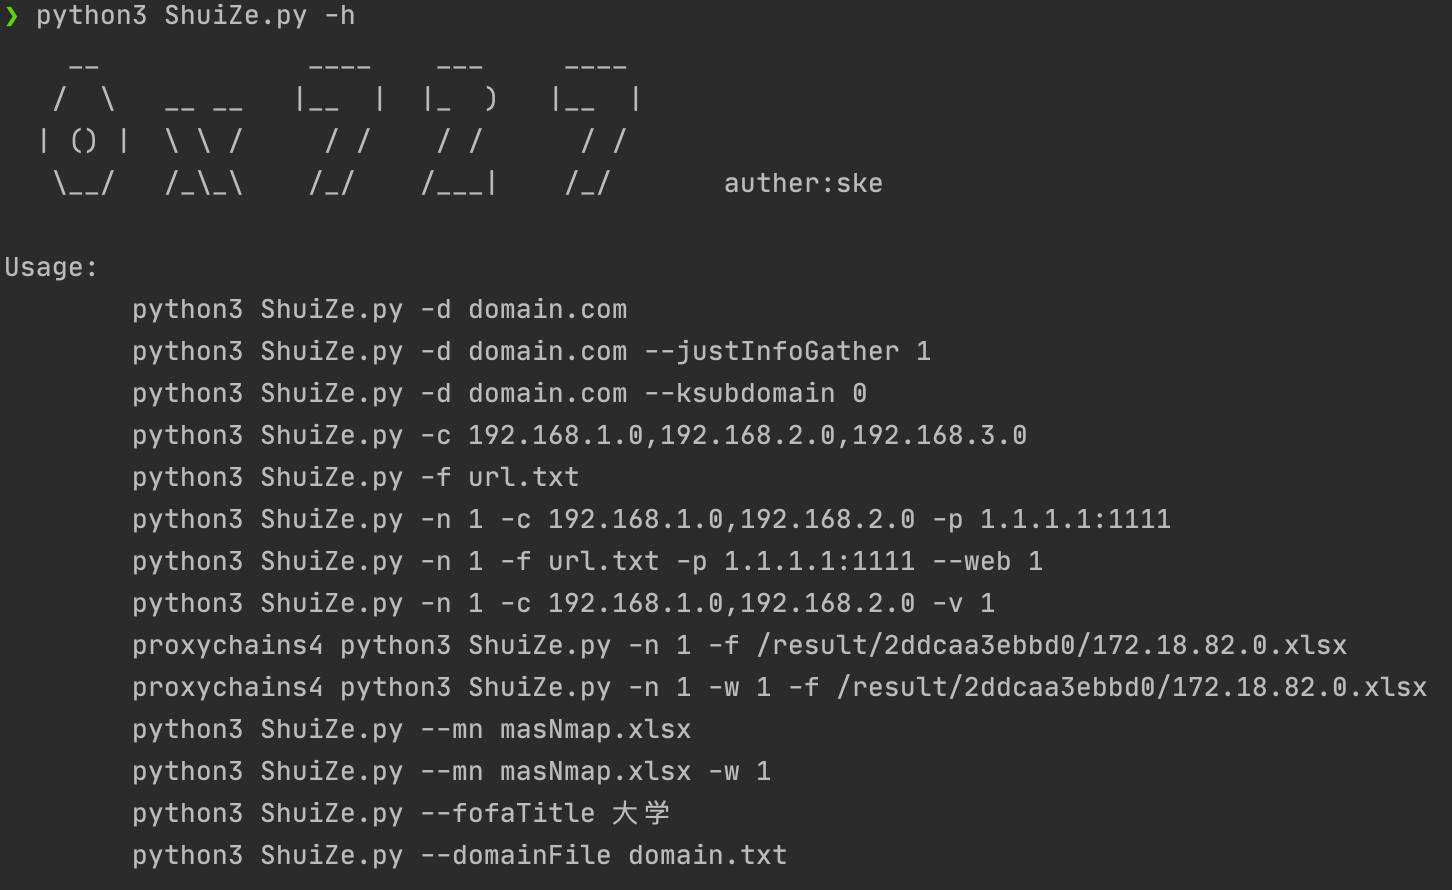 ❯ python3 ShuiZe.py -h
    __             ____    ___     ____
   /  \   __ __   |__  |  |_  )   |__  |
  | () |  \ \ /     / /    / /      / /
   \__/   /_\_\    /_/    /___|    /_/       auther:ske
Usage:
        python3 ShuiZe.py -d domain.com
        python3 ShuiZe.py -d domain.com --justInfoGather 1
        python3 ShuiZe.py -d domain.com --ksubdomain 0
        python3 ShuiZe.py -c 192.168.1.0,192.168.2.0,192.168.3.0
        python3 ShuiZe.py -f url.txt
        python3 ShuiZe.py -n 1 -c 192.168.1.0,192.168.2.0 -p 1.1.1.1:1111
        python3 ShuiZe.py -n 1 -f url.txt -p 1.1.1.1:1111 --web 1
        python3 ShuiZe.py -n 1 -c 192.168.1.0,192.168.2.0 -v 1
        proxychains4 python3 ShuiZe.py -n 1 -f /result/2ddcaa3ebbd0/172.18.82.0.xlsx
        proxychains4 python3 ShuiZe.py -n 1 -w 1 -f /result/2ddcaa3ebbd0/172.18.82.0.xlsx
        python3 ShuiZe.py --mn masNmap.xlsx
        python3 ShuiZe.py --mn masNmap.xlsx -w 1
        python3 ShuiZe.py --fofaTitle 大学
        python3 ShuiZe.py --domainFile domain.txt